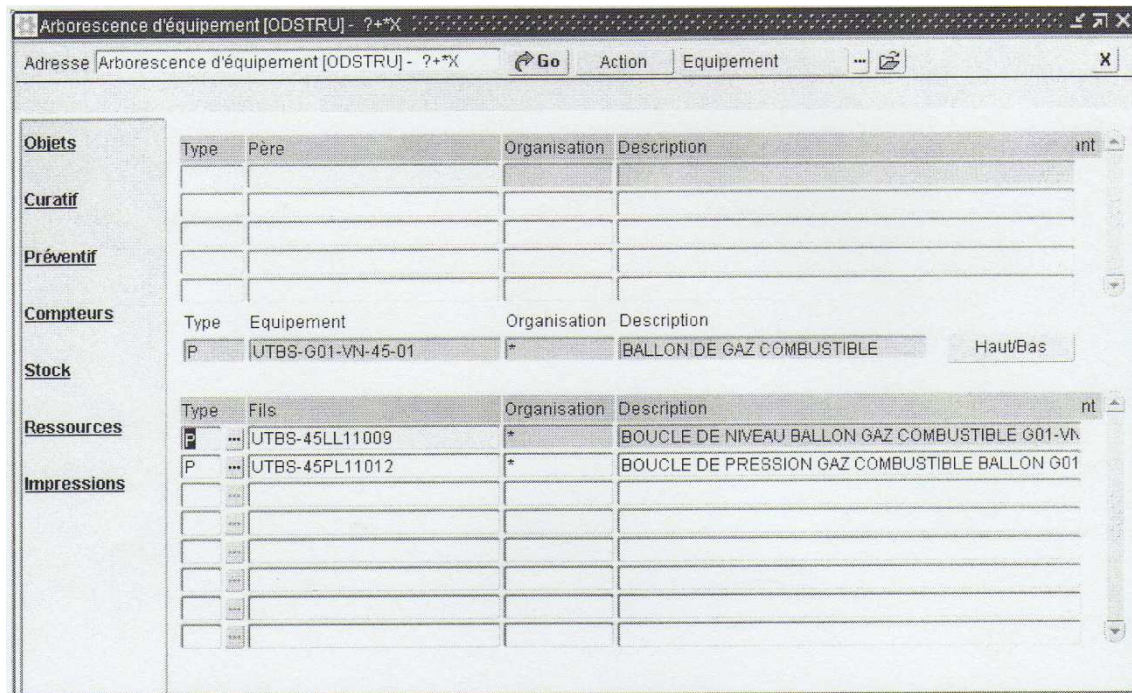 Arborescence d'équipement [ODSTRU] - ?+*X
Adresse Arborescence d'équipement [ODSTRU] - ?+*X Go Action Equipement ... X
Objets
Curatif
Préventif
Compteurs
Stock
Ressources
Impressions
Type Père Organisation Description ant
Type Equipement Organisation Description
P UTBS-G01-VN-45-01 * BALLON DE GAZ COMBUSTIBLE Haut/Bas
Type Fils Organisation Description nt
P ... UTBS-45LL11009 * BOUCLE DE NIVEAU BALLON GAZ COMBUSTIBLE G01-VN
P ... UTBS-45PL11012 * BOUCLE DE PRESSION GAZ COMBUSTIBLE BALLON G01
...
...
...
...
...
...